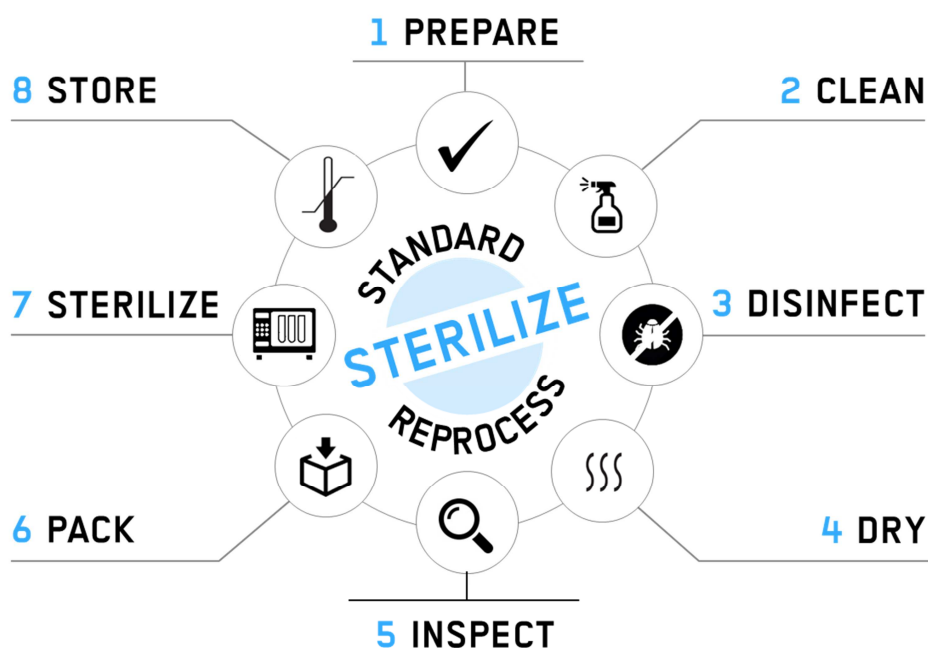 1 PREPARE
8 STORE
2 CLEAN
STANDARD
7 STERILIZE
STERILIZE
3 DISINFECT
REPROCESS
6 PACK
4 DRY
5 INSPECT